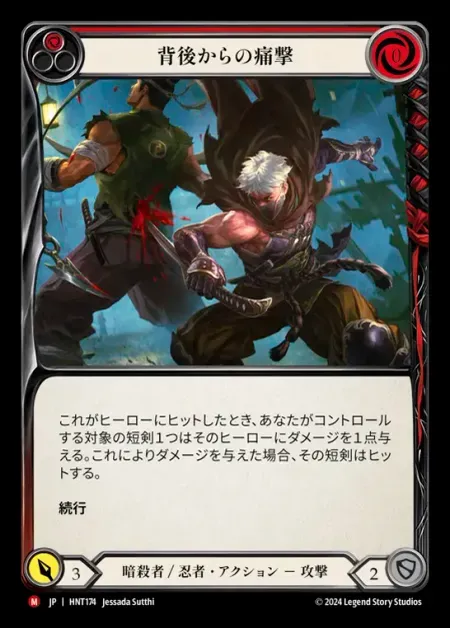 背後からの痛撃
0
これがヒーローにヒットしたとき、あなたがコントロール
する対象の短剣1つはそのヒーローにダメージを1点与
える。これによりダメージを与えた場合、その短剣はヒッ
トする。
続行
3
暗殺者 / 忍者・アクション － 攻撃
2
M JP | HNT174 Jessada Sutthi
© 2024 Legend Story Studios